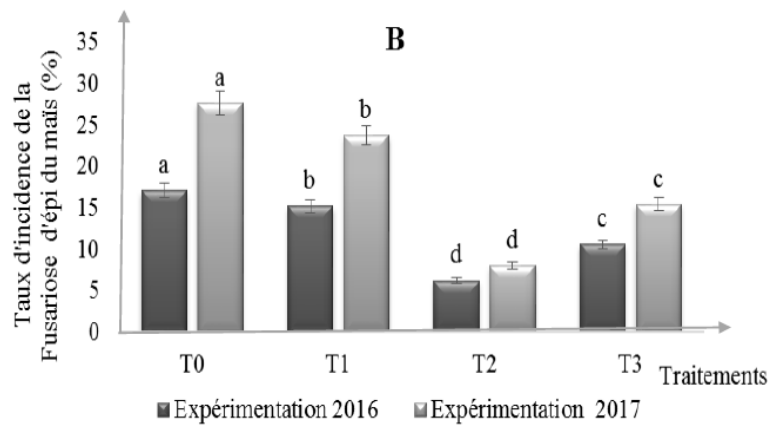 B
Taux d'incidence de la
Fusariose d'épi du maïs (%)
35
30
25
20
15
10
5
0
a
a
b
b
d
d
c
c
T0
T1
T2
T3
Traitements
Expérimentation 2016
Expérimentation 2017